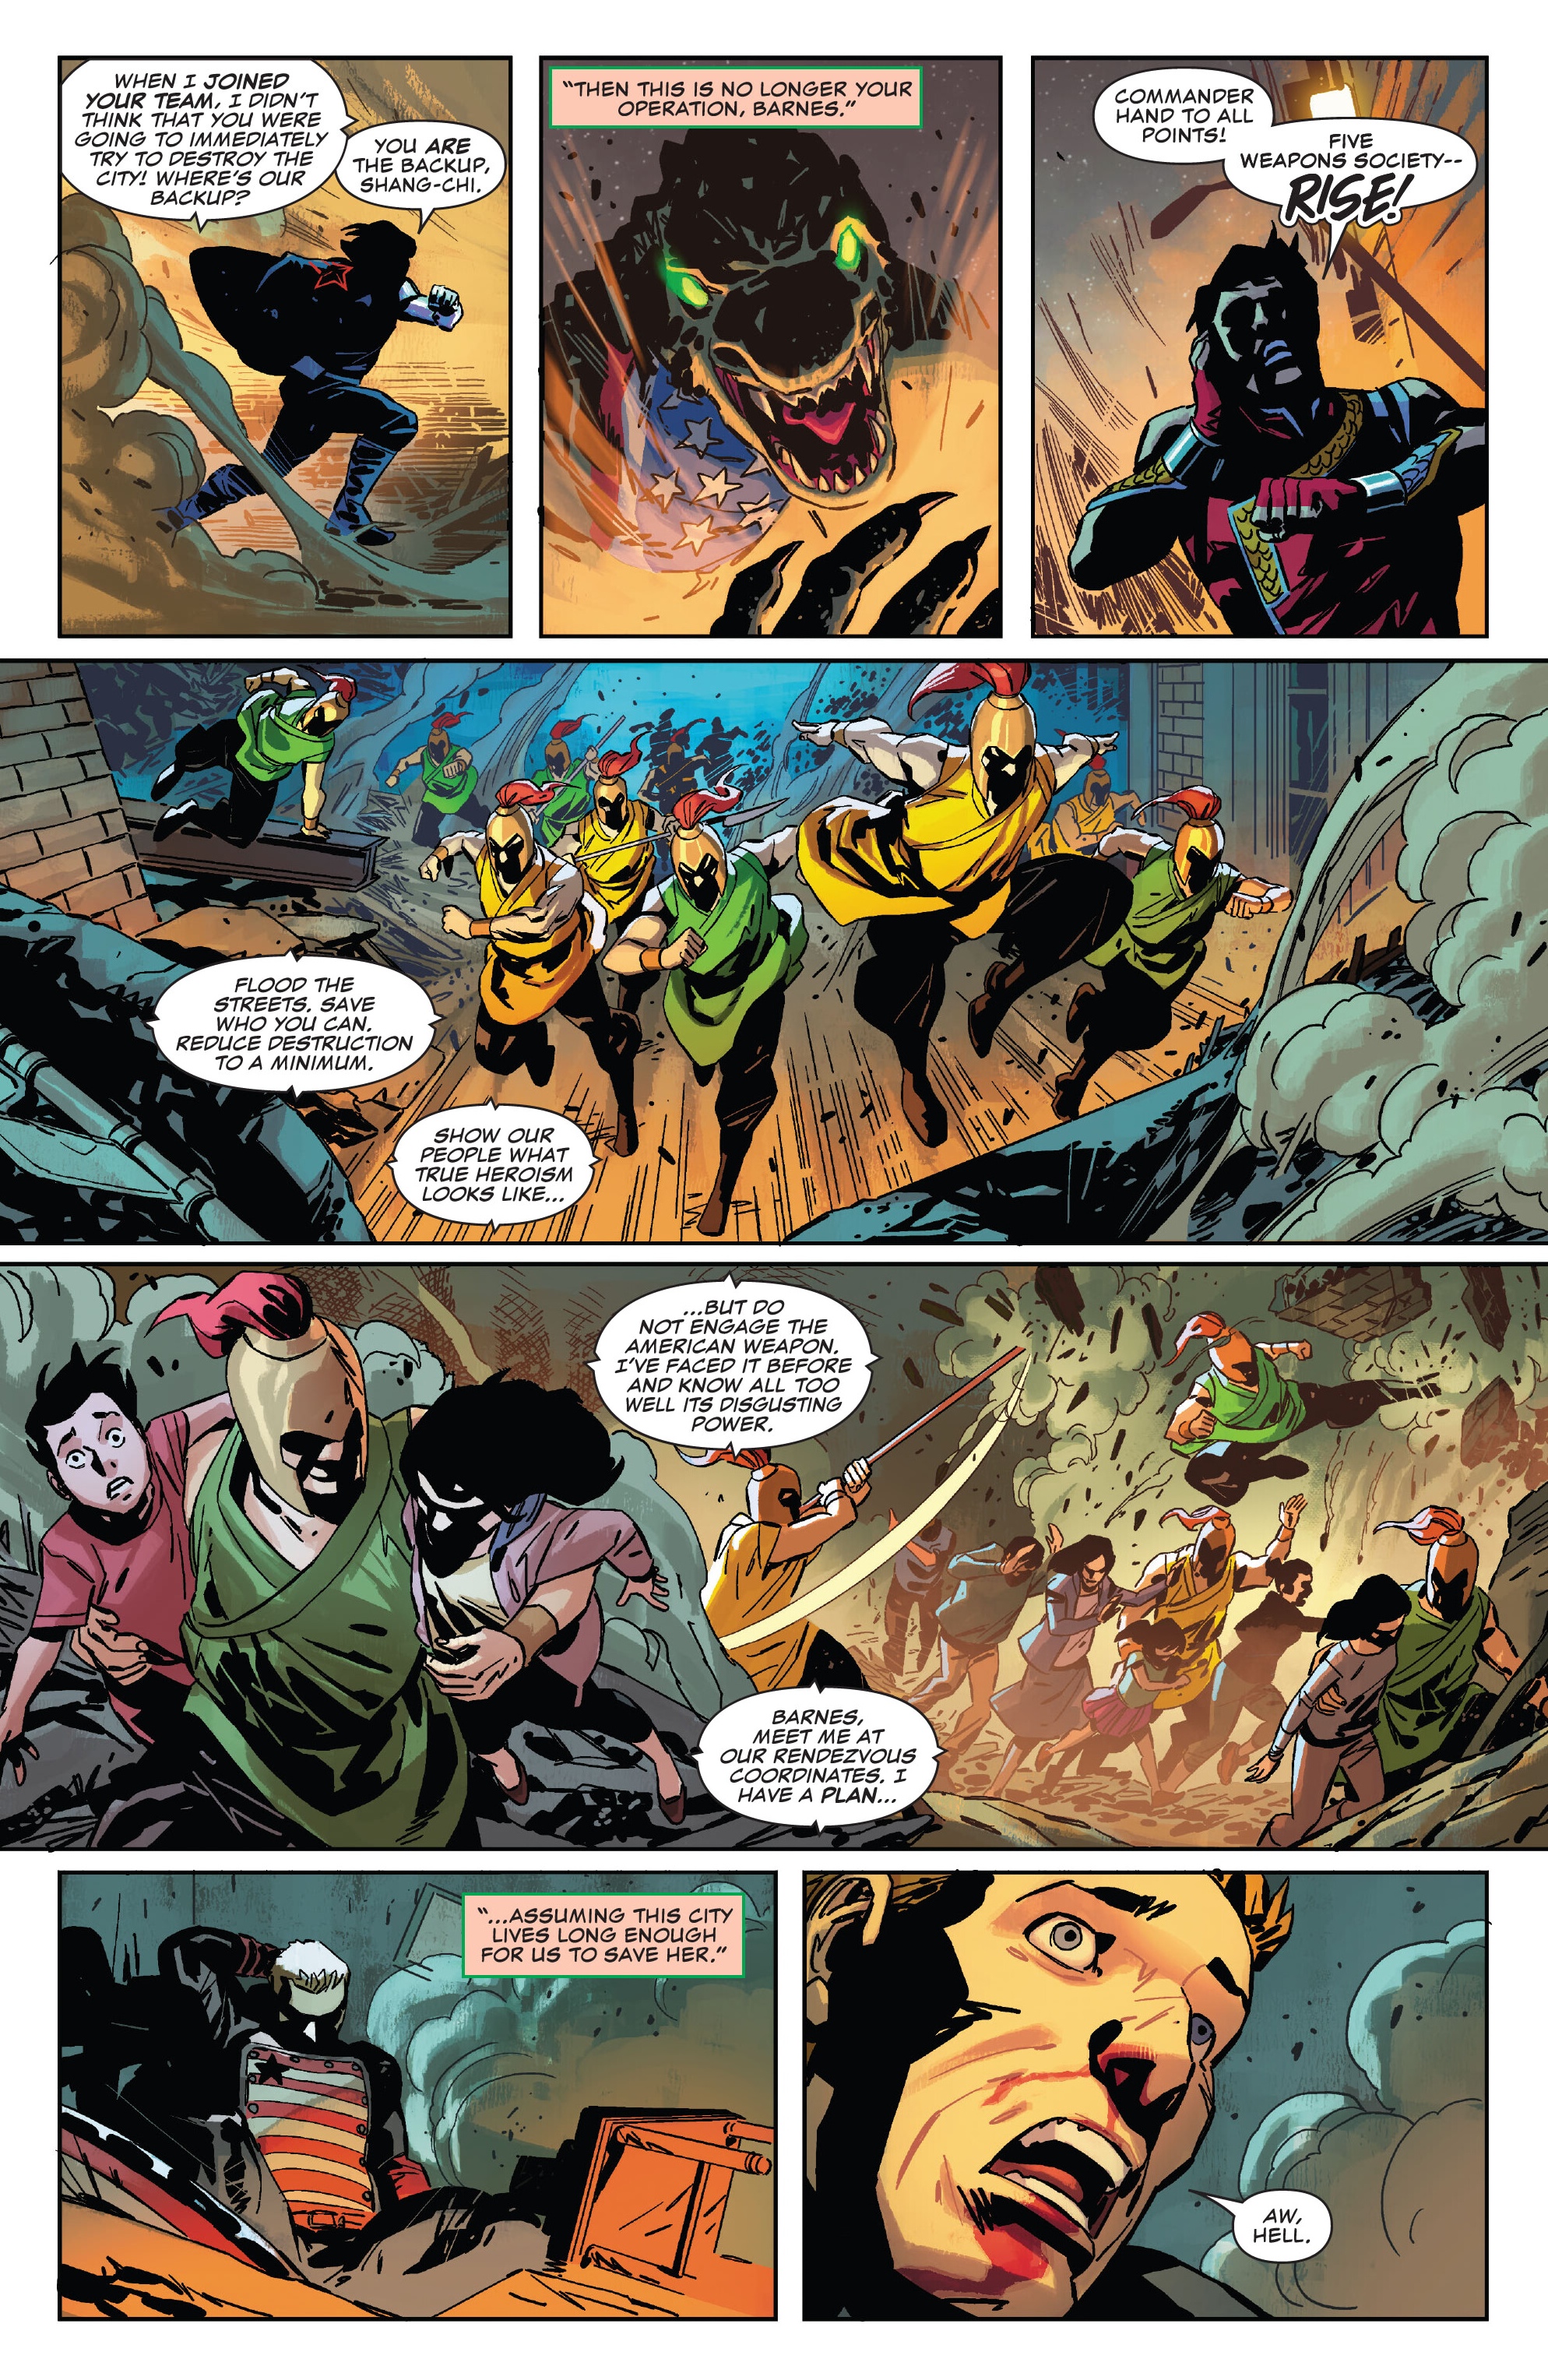 WHEN I JOINED
YOUR TEAM, I DIDN'T
THINK THAT YOU WERE
GOING TO IMMEDIATELY
TRY TO DESTROY THE
CITY! WHERE'S OUR
BACKUP?
YOU ARE
THE BACKUP,
SHANG-CHI.
"THEN THIS IS NO LONGER YOUR
OPERATION, BARNES."
COMMANDER
HAND TO ALL
POINTS!
FIVE
WEAPONS SOCIETY--
RISE!
FLOOD THE
STREETS. SAVE
WHO YOU CAN.
REDUCE DESTRUCTION
TO A MINIMUM.
SHOW OUR
PEOPLE WHAT
TRUE HEROISM
LOOKS LIKE...
...BUT DO
NOT ENGAGE THE
AMERICAN WEAPON.
I'VE FACED IT BEFORE
AND KNOW ALL TOO
WELL ITS DISGUSTING
POWER.
BARNES,
MEET ME AT
OUR RENDEZVOUS
COORDINATES. I
HAVE A PLAN...
"...ASSUMING THIS CITY
LIVES LONG ENOUGH
FOR US TO SAVE HER."
AW,
HELL.